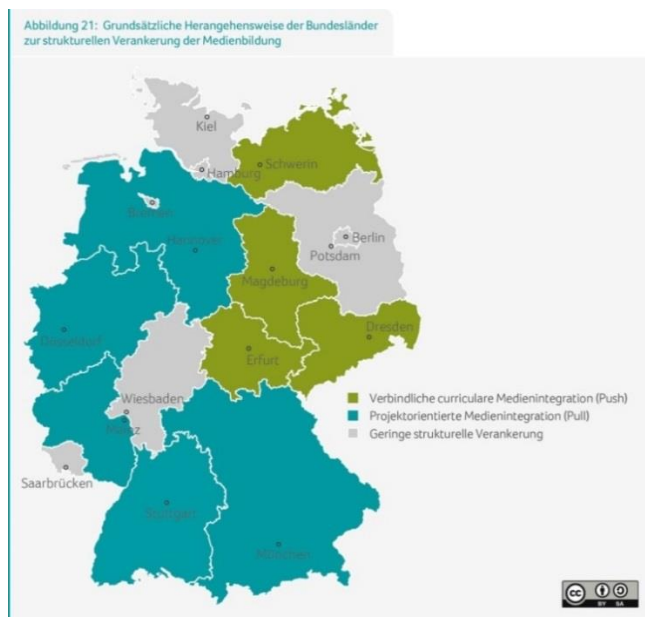 Abbildung 21: Grundsätzliche Herangehensweise der Bundesländer
zur strukturellen Verankerung der Medienbildung
Kiel
Hamburg
Schwerin
Bremen
Hannover
Berlin
Potsdam
Magdeburg
Düsseldorf
Dresden
Erfurt
Verbindliche curriculare Medienintegration (Push)
Wiesbaden
Projektorientierte Medienintegration (Pull)
Mainz
Geringe strukturelle Verankerung
Saarbrücken
Stuttgart
München
cc
BY SA